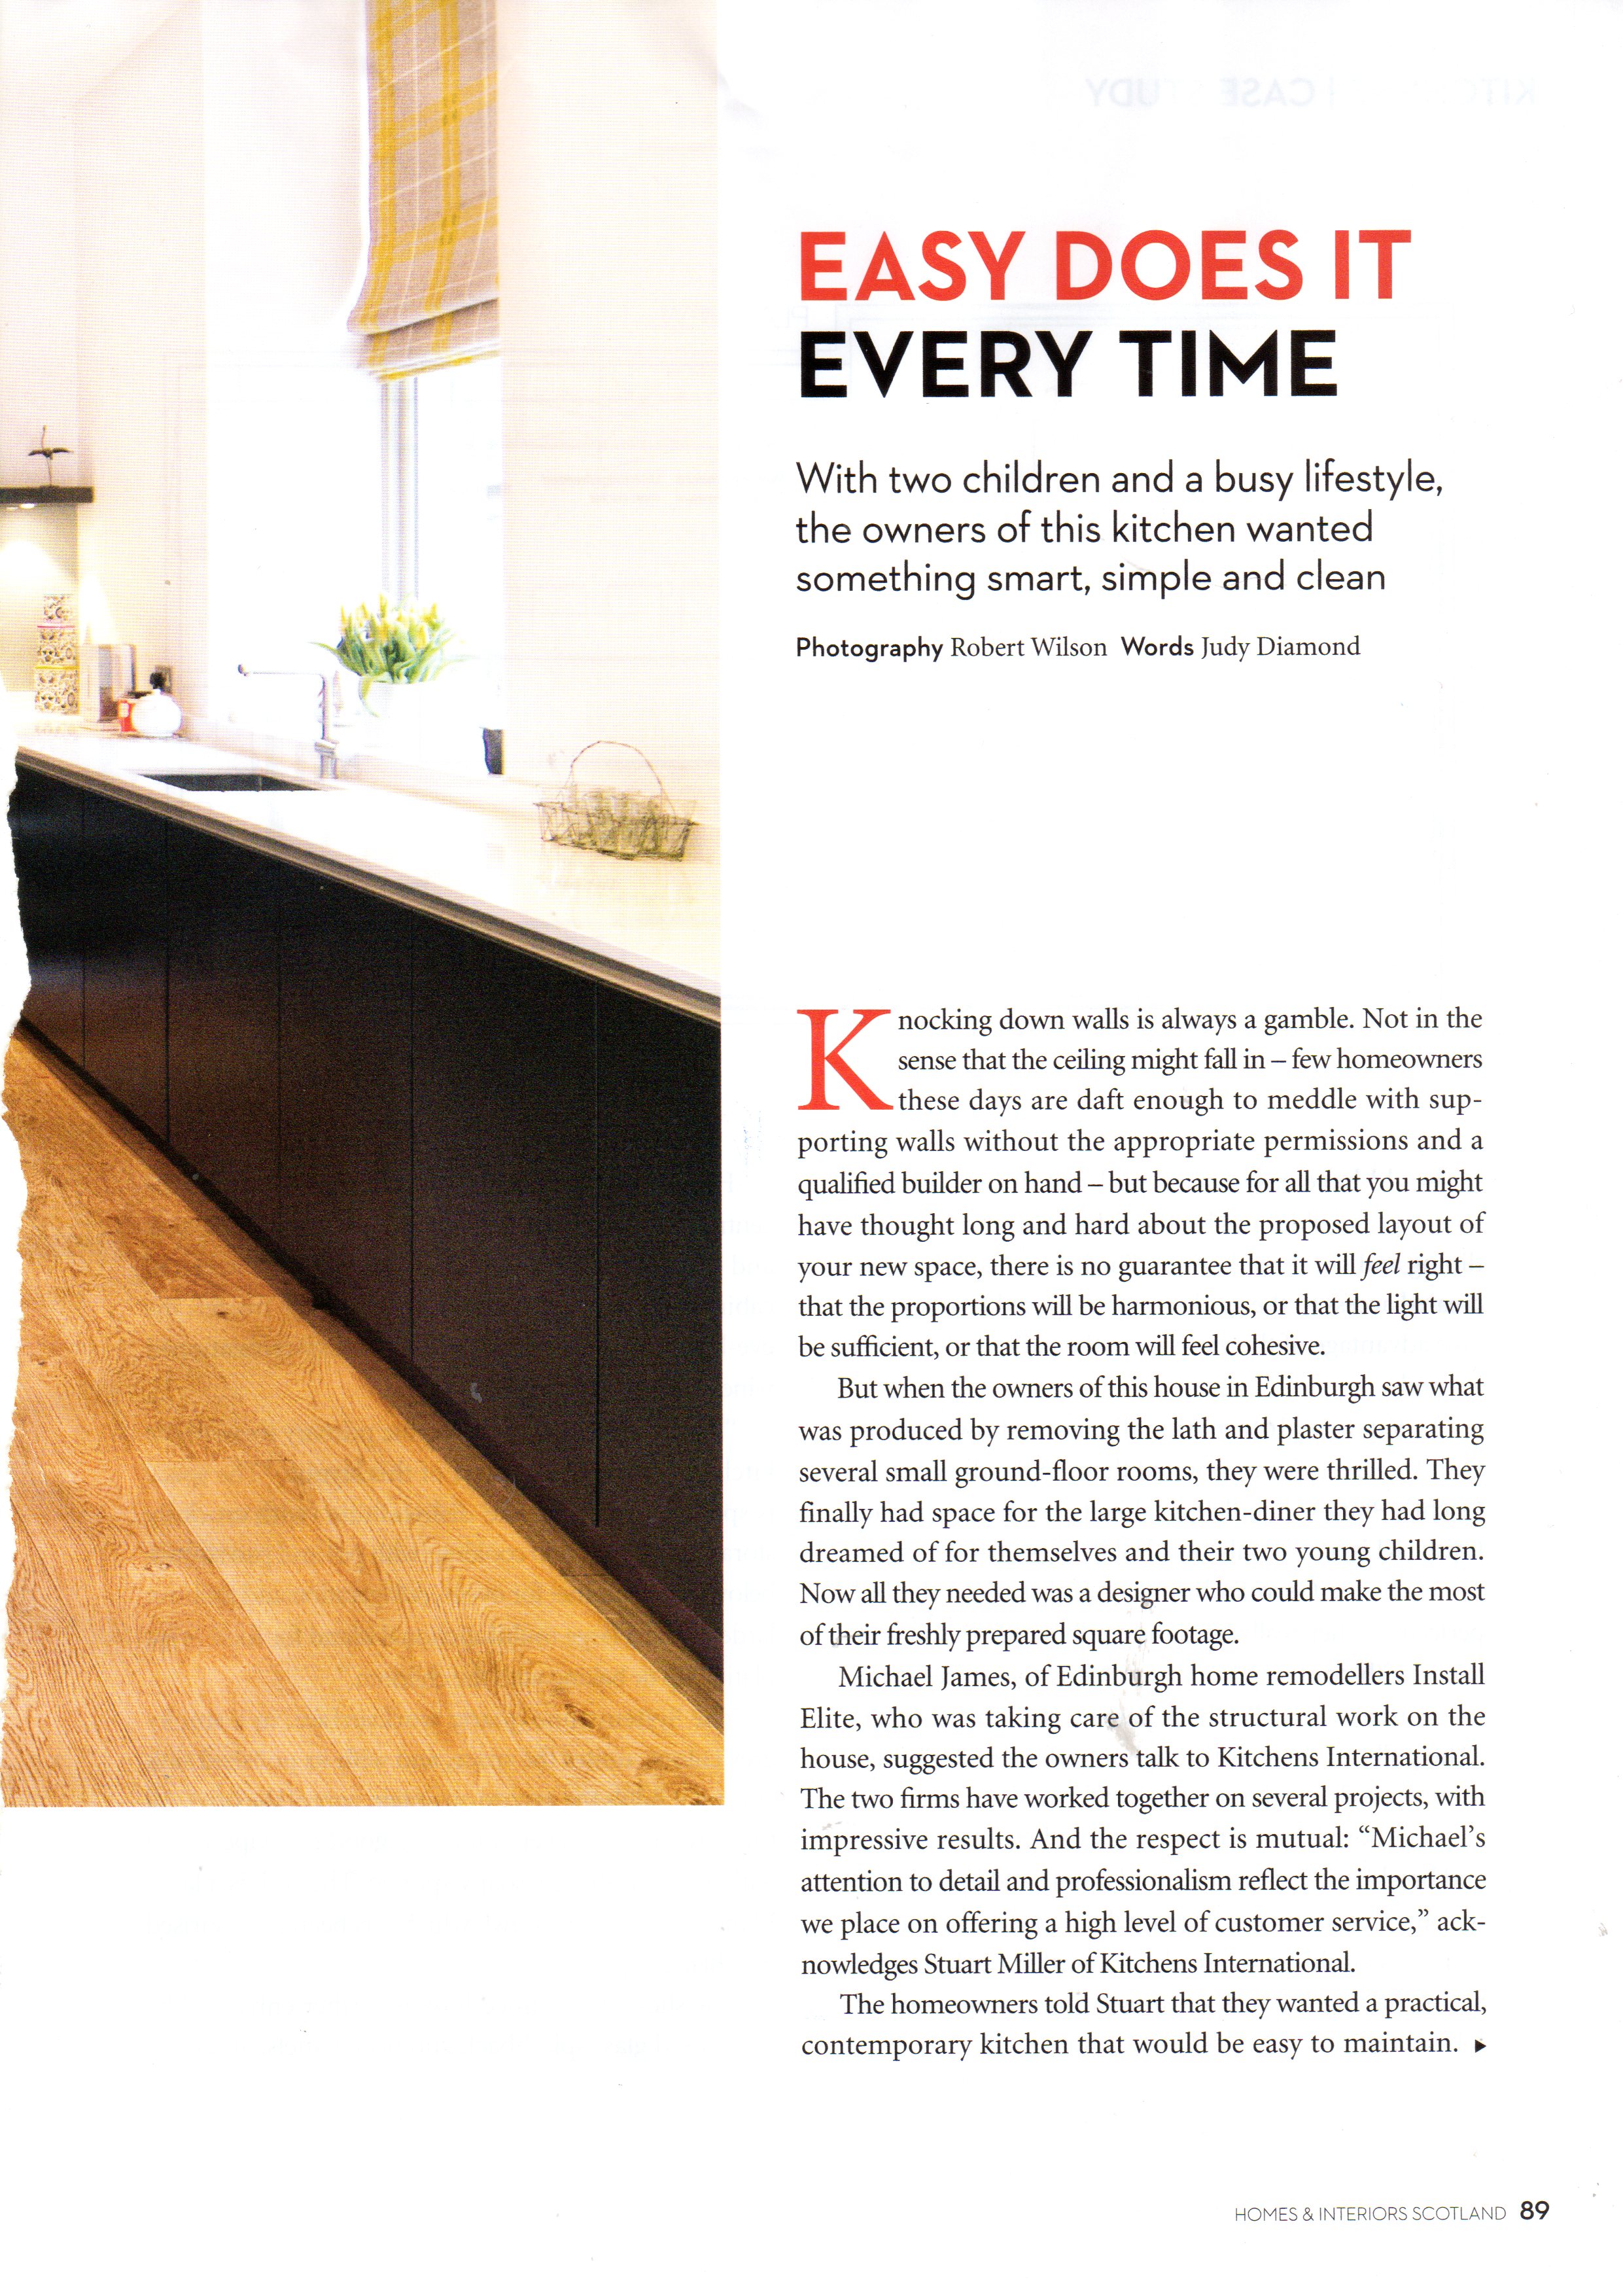 EASY DOES IT
EVERY TIME
With two children and a busy lifestyle,
the owners of this kitchen wanted
something smart, simple and clean
Photography Robert Wilson Words Judy Diamond
Knocking down walls is always a gamble. Not in the
sense that the ceiling might fall in – few homeowners
these days are daft enough to meddle with sup-
porting walls without the appropriate permissions and a
qualified builder on hand – but because for all that you might
have thought long and hard about the proposed layout of
your new space, there is no guarantee that it will feel right –
that the proportions will be harmonious, or that the light will
be sufficient, or that the room will feel cohesive.
But when the owners of this house in Edinburgh saw what
was produced by removing the lath and plaster separating
several small ground-floor rooms, they were thrilled. They
finally had space for the large kitchen-diner they had long
dreamed of for themselves and their two young children.
Now all they needed was a designer who could make the most
of their freshly prepared square footage.
Michael James, of Edinburgh home remodellers Install
Elite, who was taking care of the structural work on the
house, suggested the owners talk to Kitchens International.
The two firms have worked together on several projects, with
impressive results. And the respect is mutual: “Michael’s
attention to detail and professionalism reflect the importance
we place on offering a high level of customer service,” ack-
nowledges Stuart Miller of Kitchens International.
The homeowners told Stuart that they wanted a practical,
contemporary kitchen that would be easy to maintain. ▶
HOMES & INTERIORS SCOTLAND 89